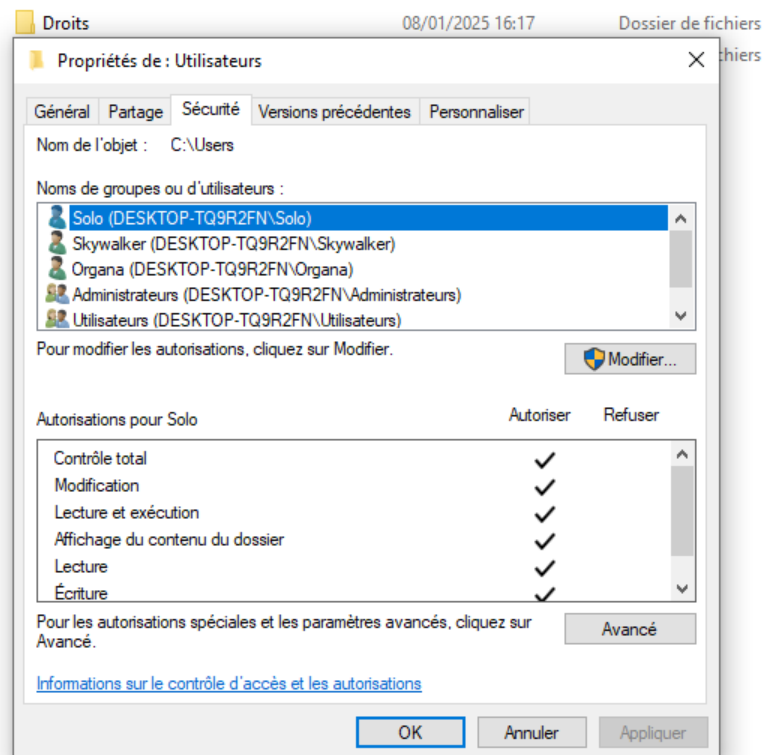 Droits 08/01/2025 16:17 Dossier de fichiers
Propriétés de : Utilisateurs
chiers
Général Partage Sécurité Versions précédentes Personnaliser
Nom de l'objet : C:\Users
Noms de groupes ou d'utilisateurs :
Solo (DESKTOP-TQ9R2FN\Solo)
Skywalker (DESKTOP-TQ9R2FN\Skywalker)
Organa (DESKTOP-TQ9R2FN\Organa)
Administrateurs (DESKTOP-TQ9R2FN\Administrateurs)
Utilisateurs (DESKTOP-TQ9R2FN\Utilisateurs)
Pour modifier les autorisations, cliquez sur Modifier.
Modifier...
Autorisations pour Solo Autoriser Refuser
Contrôle total
Modification
Lecture et exécution
Affichage du contenu du dossier
Lecture
Écriture
Pour les autorisations spéciales et les paramètres avancés, cliquez sur
Avancé.
Avancé
Informations sur le contrôle d'accès et les autorisations
OK Annuler Appliquer